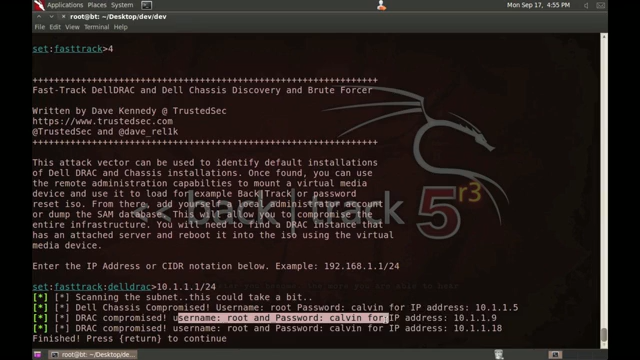 Applications Places System
Mon Sep 17, 4:55 PM
root@bt: ~/Desktop/dev/dev
File Edit View Terminal Help
set:fasttrack>4
++++++++++++++++++++++++++++++++++++++++++++++++++++++++++++++++
Fast-Track DellDRAC and Dell Chassis Discovery and Brute Forcer
Written by Dave Kennedy @ TrustedSec
https://www.trustedsec.com
@TrustedSec and @dave_rel1k
++++++++++++++++++++++++++++++++++++++++++++++++++++++++++++++++
This attack vector can be used to identify default installations
of Dell DRAC and Chassis installations. Once found, you can use
the remote administration capabilties to mount a virtual media
device and use it to load for example Back|Track or password
reset iso. From there, add yourself a local administrator account
or dump the SAM database. This will allow you to compromise the
entire infrastructure. You will need to find a DRAC instance that
has an attached server and reboot it into the iso using the virtual
media device.
<< back | track 5 r3
Enter the IP Address or CIDR notation below. Example: 192.168.1.1/24
set:fasttrack:delldrac>10.1.1.1/24
[*] [*] Scanning the subnet..this could take a bit..
[*] [*] Dell Chassis Compromised! Username: root Password: calvin for IP address: 10.1.1.5
[*] [*] DRAC compromised! username: root and Password: calvin for IP address: 10.1.1.9
[*] [*] DRAC compromised! username: root and Password: calvin for IP address: 10.1.1.18
Finished! Press {return} to continue
root@bt: ~/Desktop/de...